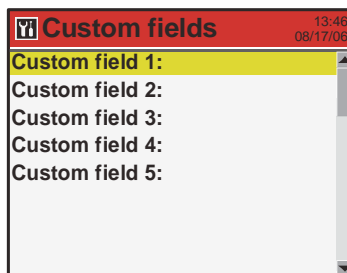 Custom fields
13:46
08/17/06
Custom field 1:
Custom field 2:
Custom field 3:
Custom field 4:
Custom field 5: